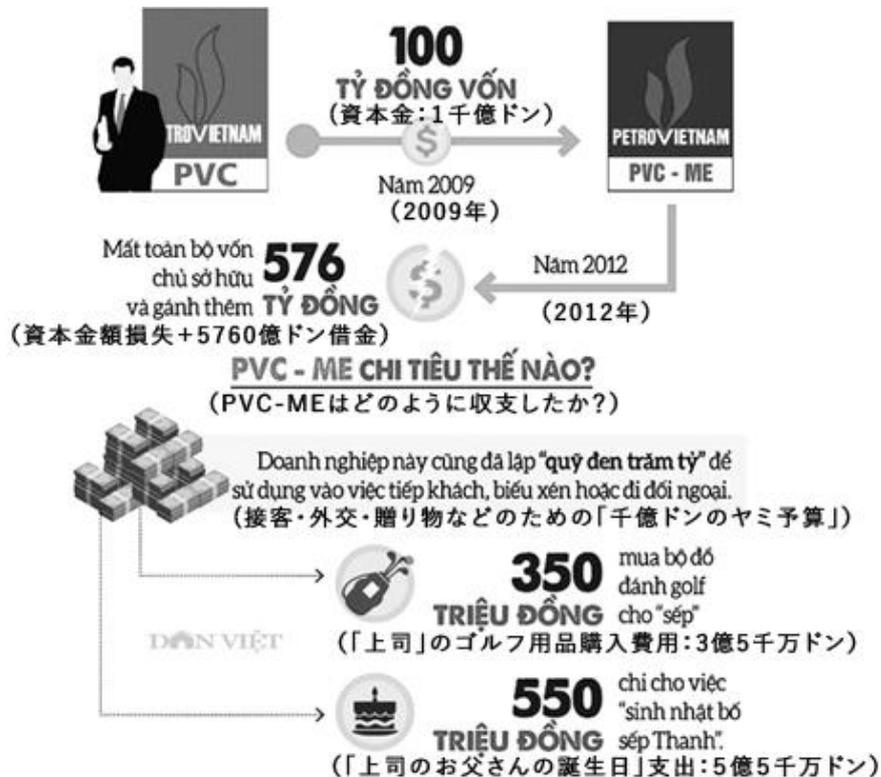 100
TỶ ĐỒNG VỐN
(資本金:1千億ドン)
TROVIETNAM
PVC
$
PETROVIETNAM
PVC - ME
Năm 2009
(2009年)
Mất toàn bộ vốn
chủ sở hữu
và gánh thêm
576
TỶ ĐỒNG
$
Năm 2012
(2012年)
(資本金額損失+5760億ドン借金)
PVC - ME CHI TIÊU THẾ NÀO?
(PVC-MEはどのように収支したか?)
Doanh nghiệp này cũng đã lập "quỹ đen trăm tỷ" để
sử dụng vào việc tiếp khách, biếu xén hoặc đi đối ngoại.
(接客・外交・贈り物などのための「千億ドンのヤミ予算」)
350
TRIỆU ĐỒNG
mua bộ đồ
đánh golf
cho "sếp"
DÂN VIỆT
(「上司」のゴルフ用品購入費用:3億5千万ドン)
550
TRIỆU ĐỒNG
chi cho việc
"sinh nhật bố
sếp Thanh".
(「上司のお父さんの誕生日」支出:5億5千万ドン)